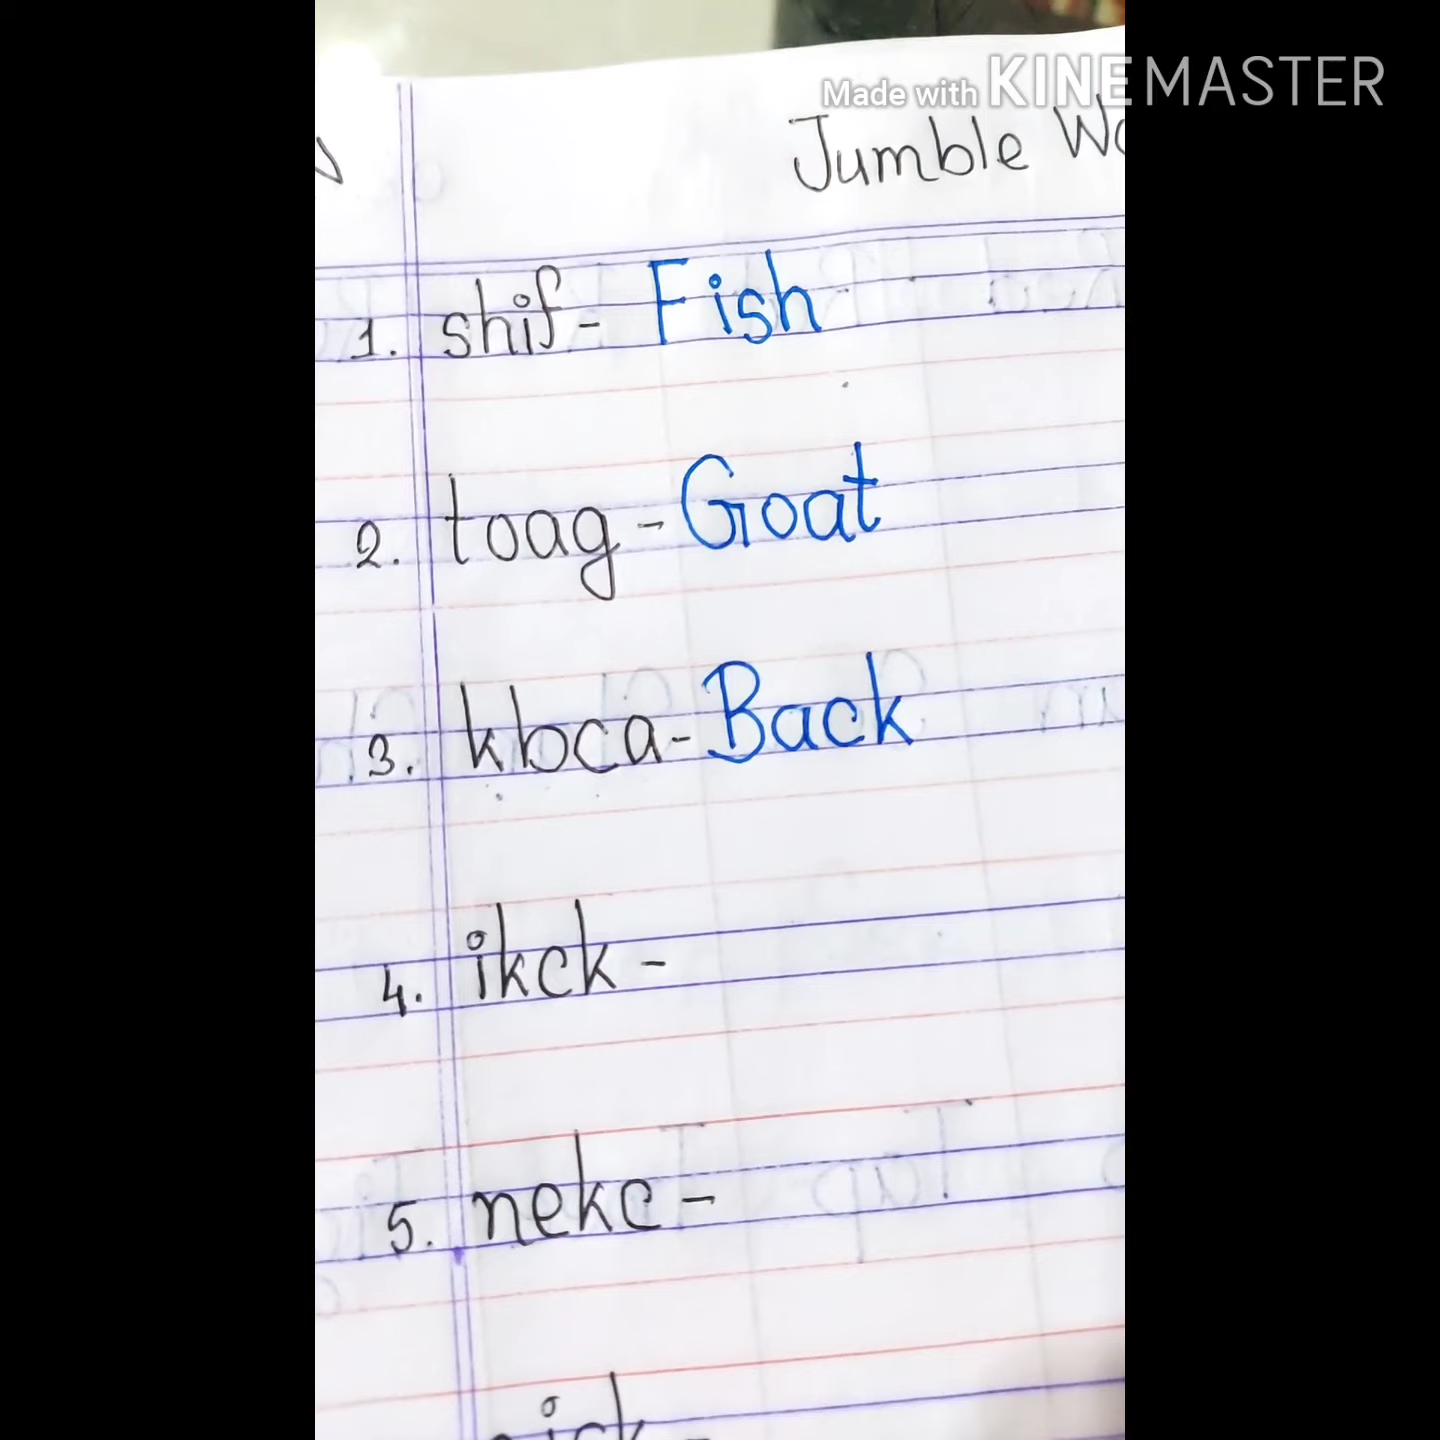 Made with KINEMASTER
Jumble
1. shif - Fish
2. toag - Goat
3. kbca - Back
4. ikck -
5. neke -